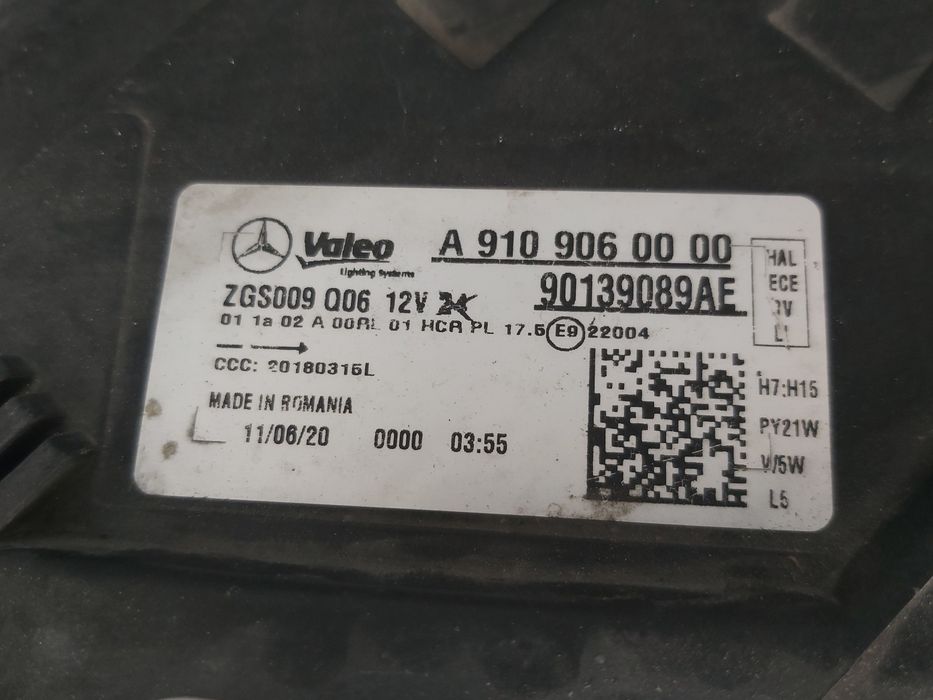 Valeo A 910 906 00 00
Lighting Systems
ZGS009 Q06 12V 90139089AE
01 1a 02 A 00RL 01 HCR PL 17.5 E9 22004
CCC: 20180315L
MADE IN ROMANIA
11/06/20 0000 03:55
HAL
ECE
H7:H15
PY21W
W5W
L5